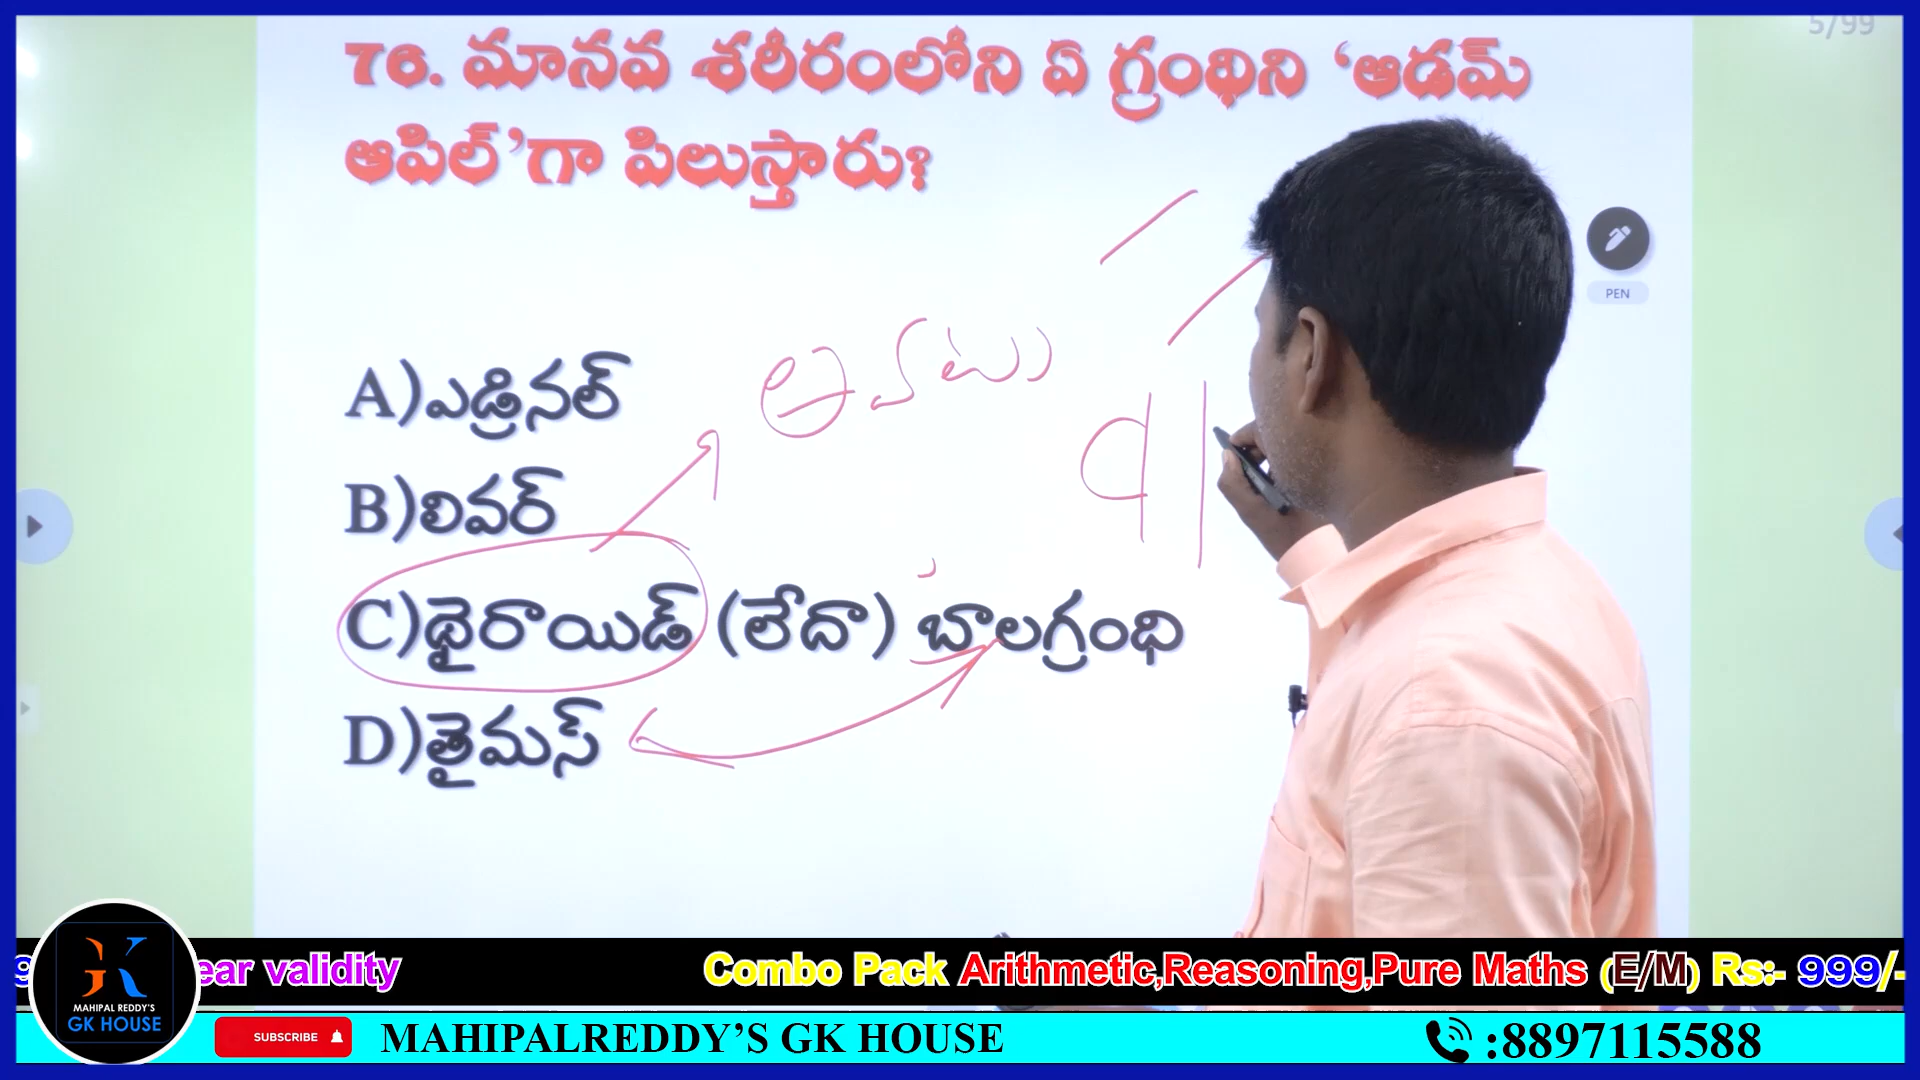 5/99
76. మానవ శరీరంలోని ఏ గ్రంథిని ‘ఆడమ్
ఆపిల్’గా పిలుస్తారు?
PEN
A)ఎడ్రినల్
B)లివర్
C)థైరాయిడ్ (లేదా) బాలగ్రంధి
D)తైమస్
ear validity
Combo Pack Arithmetic,Reasoning,Pure Maths (E/M) Rs:- 999/-
MAHIPAL REDDY'S
GK HOUSE
SUBSCRIBE
MAHIPALREDDY’S GK HOUSE
:8897115588